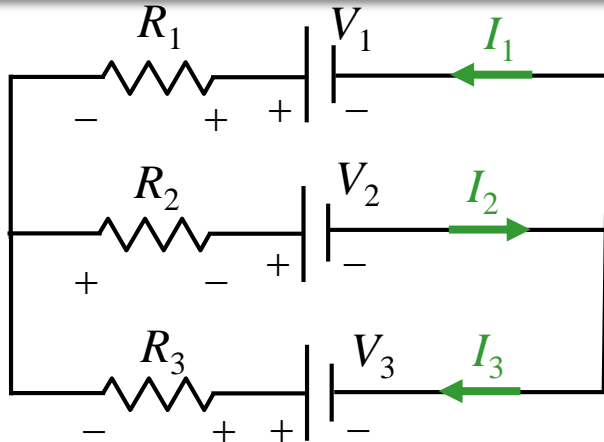 R₁ V₁ I₁
− + + −
R₂ V₂ I₂
+ − + −
R₃ V₃ I₃
− + + −